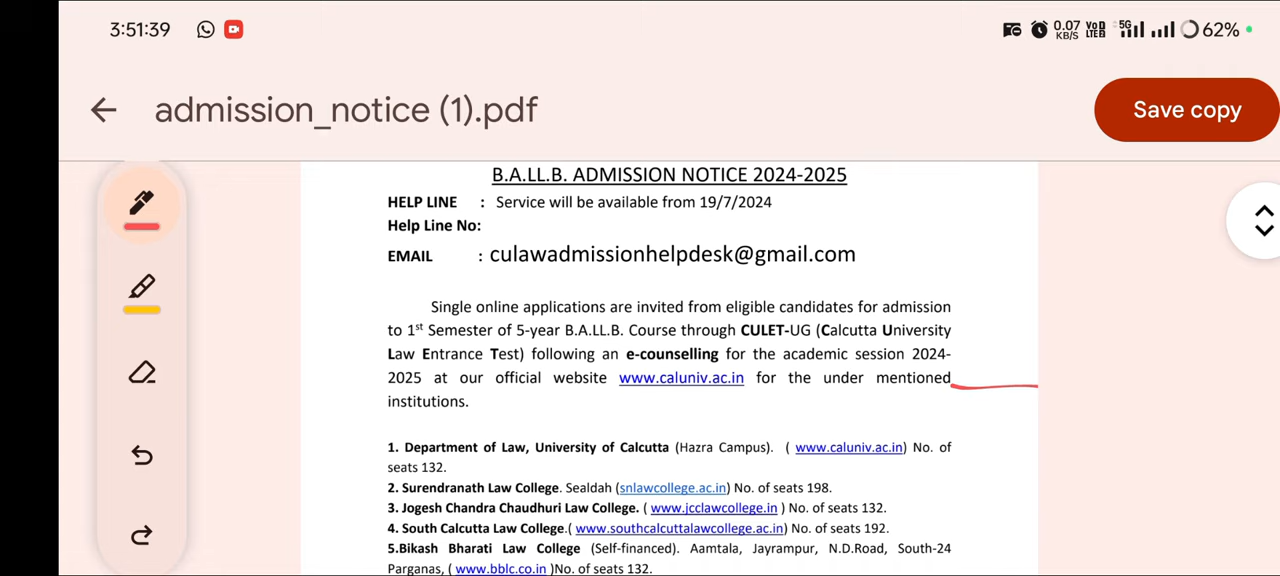 3:51:39 0.07 KB/S VoD LTEB 5G 62%
admission_notice (1).pdf
Save copy
B.A.LL.B. ADMISSION NOTICE 2024-2025
HELP LINE : Service will be available from 19/7/2024
Help Line No:
EMAIL : culawadmissionhelpdesk@gmail.com
Single online applications are invited from eligible candidates for admission
to 1st Semester of 5-year B.A.LL.B. Course through CULET-UG (Calcutta University
Law Entrance Test) following an e-counselling for the academic session 2024-
2025 at our official website www.caluniv.ac.in for the under mentioned
institutions.
1. Department of Law, University of Calcutta (Hazra Campus). ( www.caluniv.ac.in) No. of
seats 132.
2. Surendranath Law College. Sealdah (snlawcollege.ac.in) No. of seats 198.
3. Jogesh Chandra Chaudhuri Law College. ( www.jcclawcollege.in ) No. of seats 132.
4. South Calcutta Law College.( www.southcalcuttalawcollege.ac.in) No. of seats 192.
5.Bikash Bharati Law College (Self-financed). Aamtala, Jayrampur, N.D.Road, South-24
Parganas, ( www.bblc.co.in )No. of seats 132.